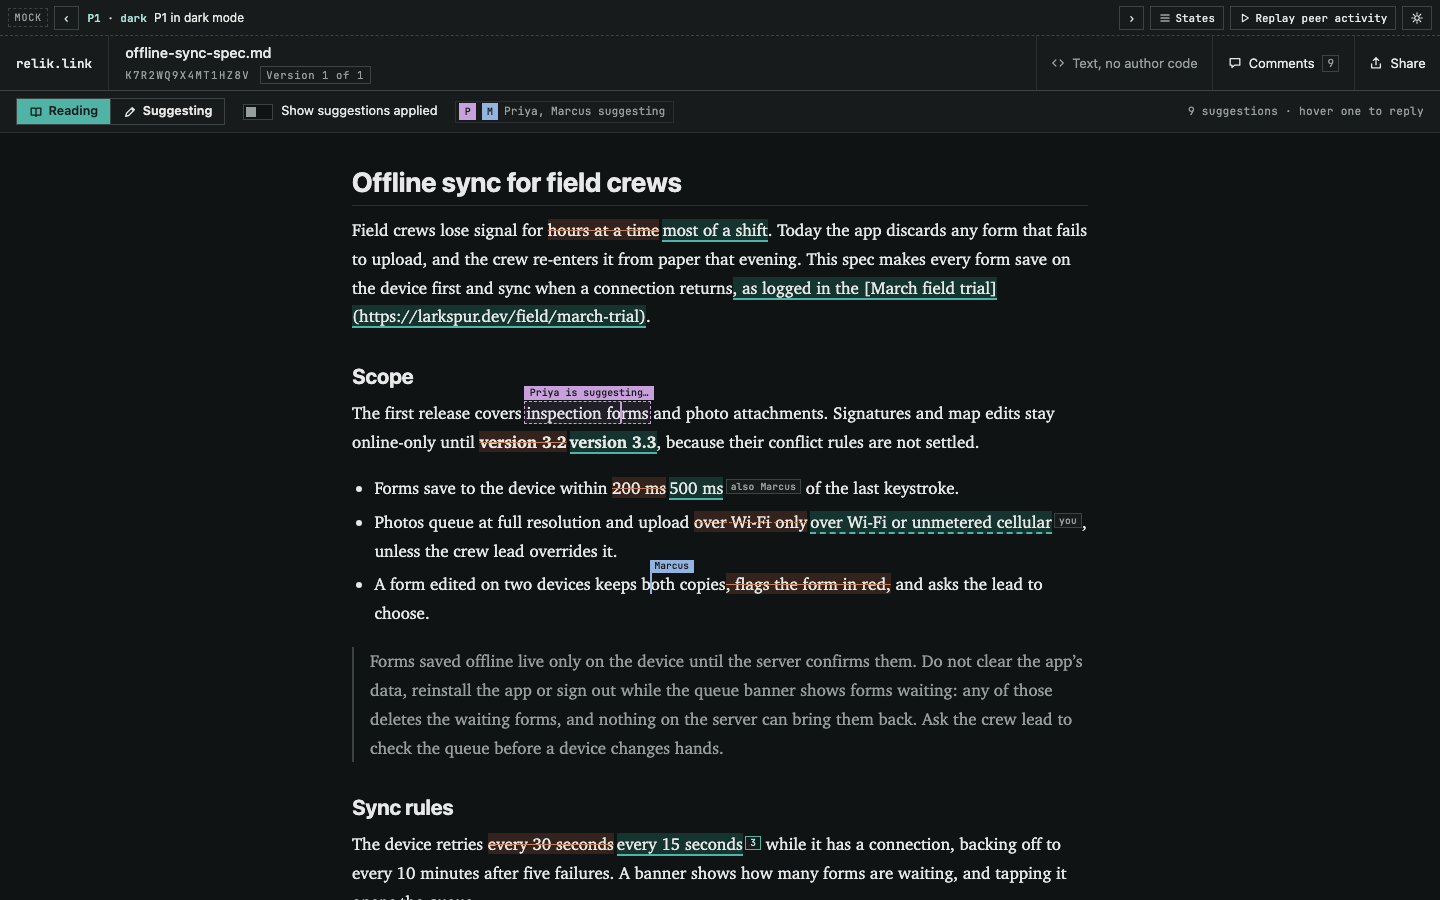 MOCK ‹ P1 · dark P1 in dark mode › States Replay peer activity
relik.link offline-sync-spec.md
K7R2WQ9X4MT1HZ8V Version 1 of 1 Text, no author code Comments 9 Share
Reading Suggesting Show suggestions applied P M Priya, Marcus suggesting 9 suggestions · hover one to reply
Offline sync for field crews
Field crews lose signal for hours at a time most of a shift. Today the app discards any form that fails
to upload, and the crew re-enters it from paper that evening. This spec makes every form save on
the device first and sync when a connection returns, as logged in the [March field trial]
(https://larkspur.dev/field/march-trial).
Scope
Priya is suggesting…
The first release covers inspection forms and photo attachments. Signatures and map edits stay
online-only until version 3.2 version 3.3, because their conflict rules are not settled.
• Forms save to the device within 200 ms 500 ms also Marcus of the last keystroke.
• Photos queue at full resolution and upload over Wi-Fi only over Wi-Fi or unmetered cellular you,
unless the crew lead overrides it.
Marcus
• A form edited on two devices keeps both copies, flags the form in red, and asks the lead to
choose.
Forms saved offline live only on the device until the server confirms them. Do not clear the app’s
data, reinstall the app or sign out while the queue banner shows forms waiting: any of those
deletes the waiting forms, and nothing on the server can bring them back. Ask the crew lead to
check the queue before a device changes hands.
Sync rules
The device retries every 30 seconds every 15 seconds 3 while it has a connection, backing off to
every 10 minutes after five failures. A banner shows how many forms are waiting, and tapping it